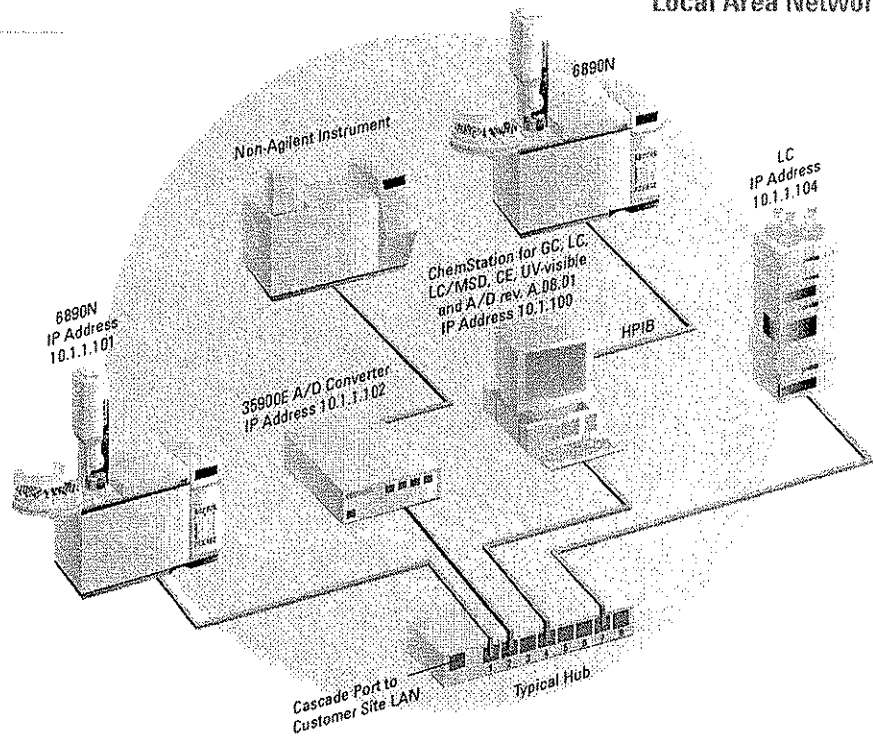 Local Area Networ
6890N
Non-Agilent Instrument
LC
IP Address
10.1.1.104
ChemStation for GC, LC,
LC/MSD, CE, UV-visible
and A/D rev. A.08.01
IP Address 10.1.100
HPIB
6890N
IP Address
10.1.1.101
35900E A/D Converter
IP Address 10.1.1.102
1 2 3 4 5 6 7 8
Typical Hub
Cascade Port to
Customer Site LAN